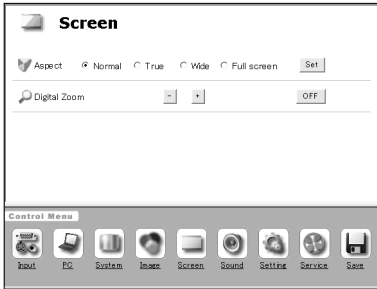 Screen
Aspect Normal True Wide Full screen Set
Digital Zoom - + OFF
Control Menu
Input PC System Image Screen Sound Setting Service Save